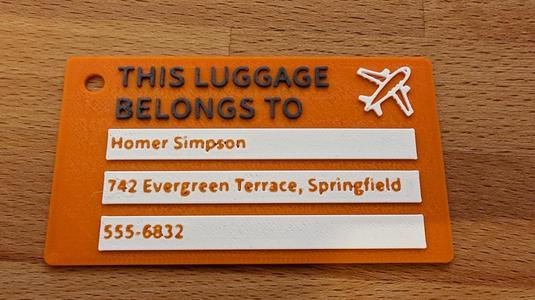 THIS LUGGAGE
BELONGS TO
Homer Simpson
742 Evergreen Terrace, Springfield
555-6832